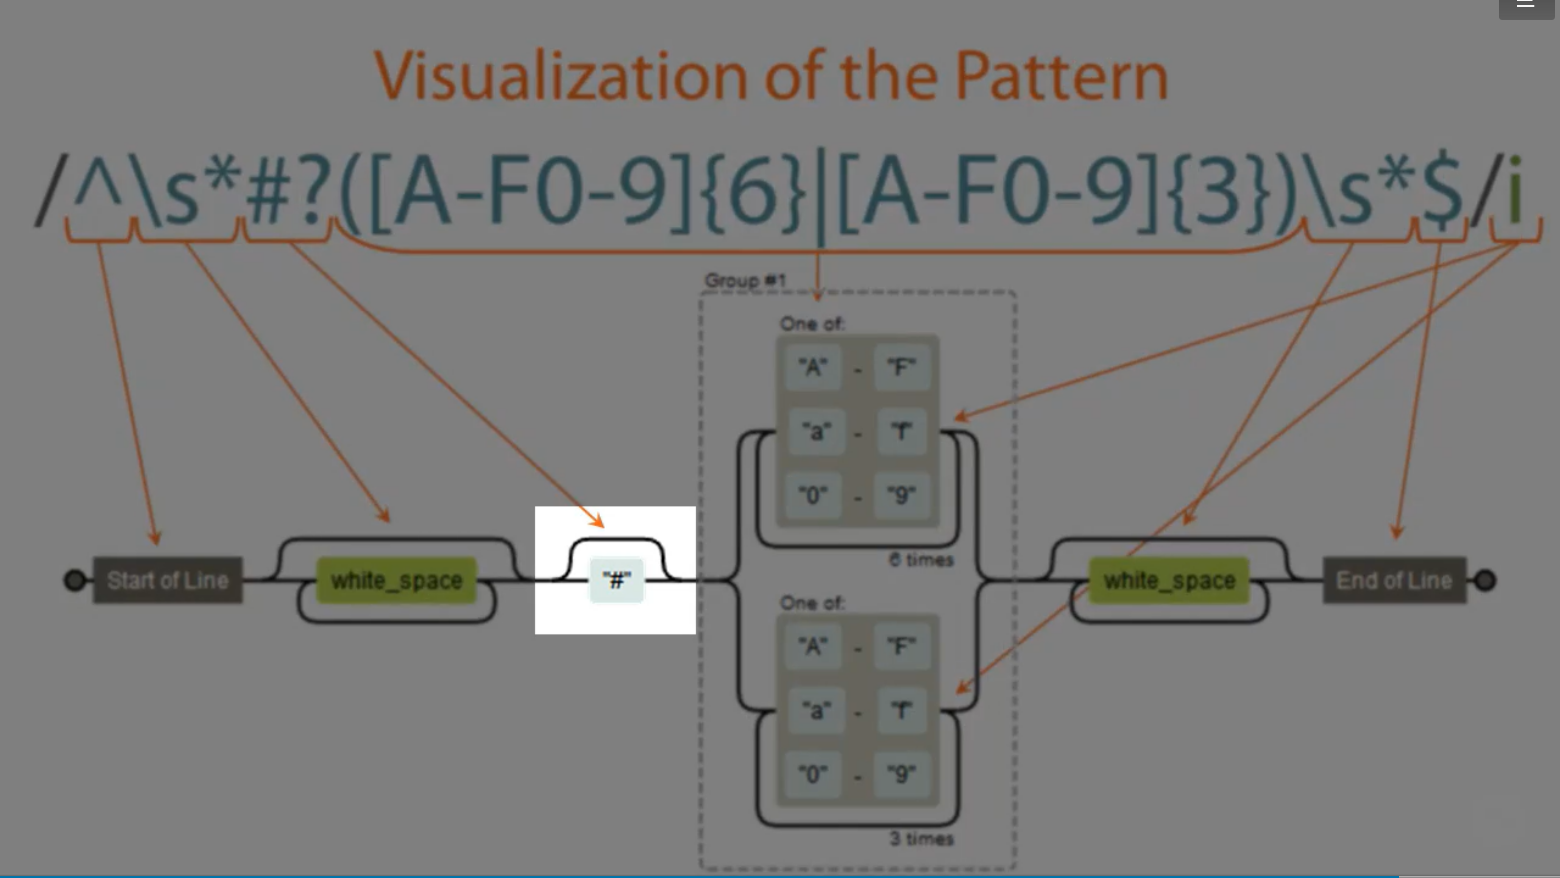 Visualization of the Pattern
/^\s*#?([A-F0-9]{6}|[A-F0-9]{3})\s*$/i
Group #1
One of:
"A" - "F"
"a" - "f"
"0" - "9"
6 times
Start of Line
white_space
"#"
white_space
End of Line
One of:
"A" - "F"
"a" - "f"
"0" - "9"
3 times